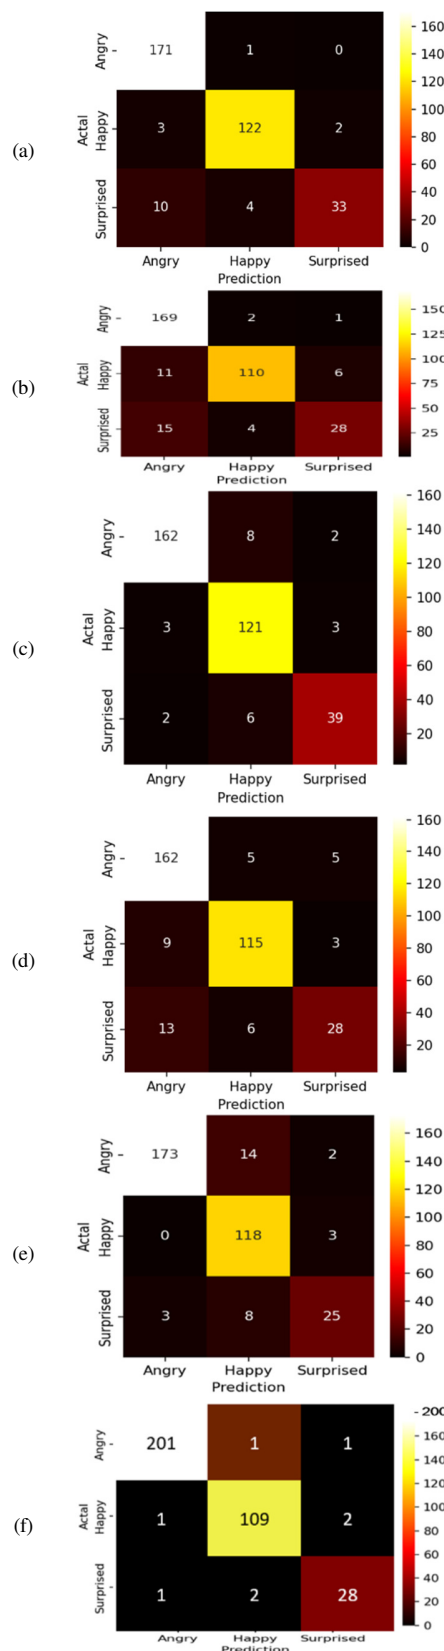 (a)
Actal
Angry
Happy
Surprised
171 1 0
3 122 2
10 4 33
Angry Happy Surprised
Prediction
160
140
120
100
80
60
40
20
0
(b)
Actal
Angry
Happy
Surprised
169 2 1
11 110 6
15 4 28
Angry Happy Surprised
Prediction
150
125
100
75
50
25
(c)
Actal
Angry
Happy
Surprised
162 8 2
3 121 3
2 6 39
Angry Happy Surprised
Prediction
160
140
120
100
80
60
40
20
(d)
Actal
Angry
Happy
Surprised
162 5 5
9 115 3
13 6 28
Angry Happy Surprised
Prediction
160
140
120
100
80
60
40
20
(e)
Actal
Angry
Happy
Surprised
173 14 2
0 118 3
3 8 25
Angry Happy Surprised
Prediction
160
140
120
100
80
60
40
20
0
(f)
Actal
Angry
Happy
Surprised
201 1 1
1 109 2
1 2 28
Angry Happy Surprised
Prediction
200
160
140
120
100
80
60
40
20
0